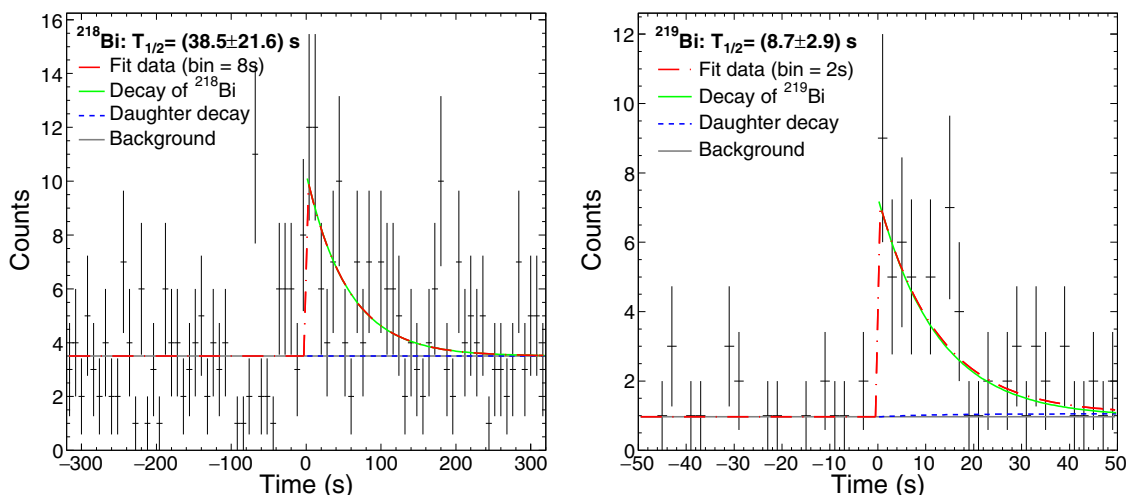 ²¹⁸Bi: T₁/₂= (38.5±21.6) s
Fit data (bin = 8s)
Decay of ²¹⁸Bi
Daughter decay
Background
Counts
16
14
12
10
8
6
4
2
0
−300 −200 −100 0 100 200 300
Time (s)
²¹⁹Bi: T₁/₂= (8.7±2.9) s
Fit data (bin = 2s)
Decay of ²¹⁹Bi
Daughter decay
Background
Counts
12
10
8
6
4
2
0
−50 −40 −30 −20 −10 0 10 20 30 40 50
Time (s)